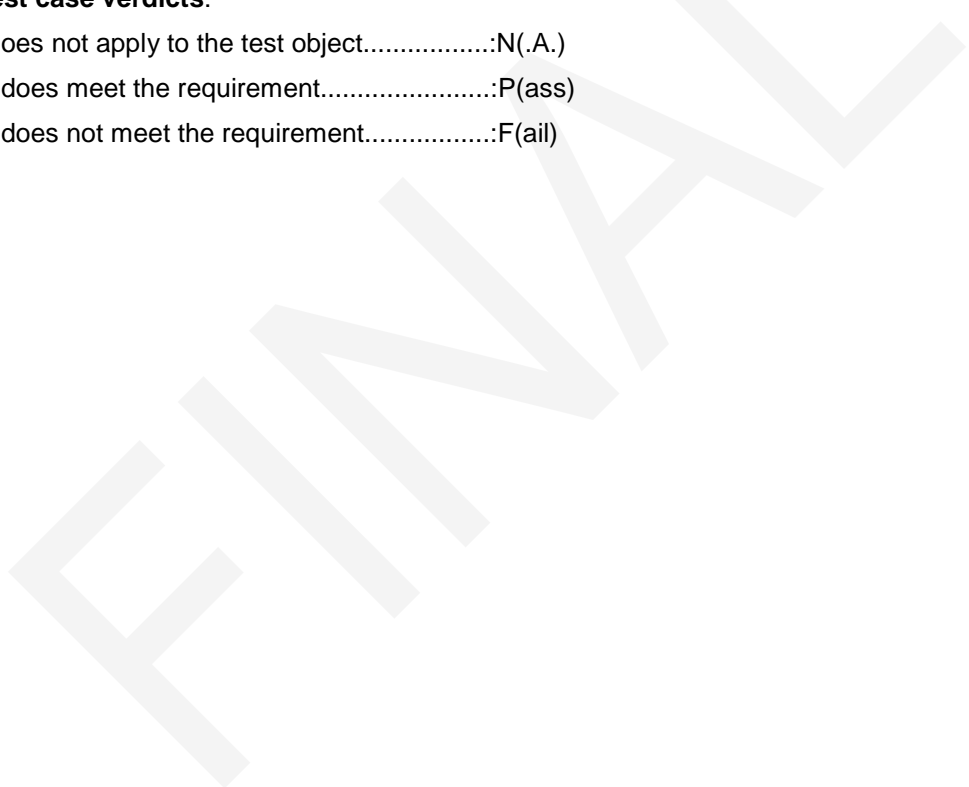 est case verdicts:
oes not apply to the test object.................:N(.A.)
does meet the requirement.......................:P(ass)
does not meet the requirement.................:F(ail)
FINAL